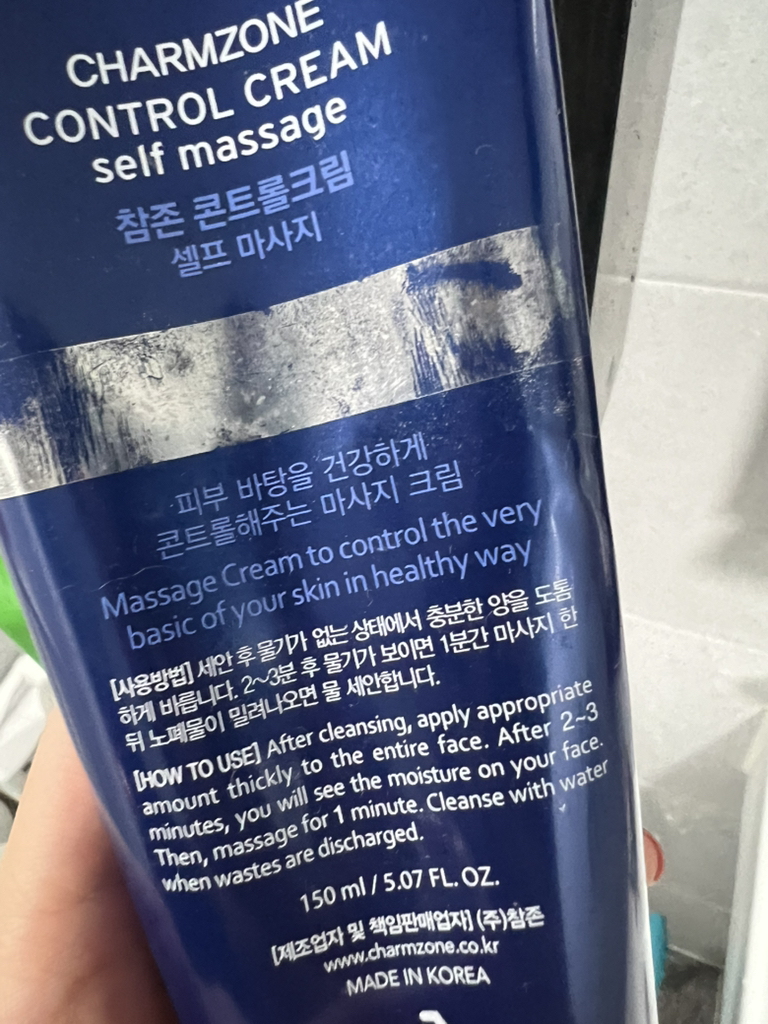 CHARMZONE
CONTROL CREAM
self massage
참존 콘트롤크림
셀프 마사지
피부 바탕을 건강하게
콘트롤해주는 마사지 크림
Massage Cream to control the very
basic of your skin in healthy way
[사용방법] 세안 후 물기가 없는 상태에서 충분한 양을 도톰
하게 바릅니다. 2~3분 후 물기가 보이면 1분간 마사지 한
뒤 노폐물이 밀려나오면 물 세안합니다.
[HOW TO USE] After cleansing, apply appropriate
amount thickly to the entire face. After 2~3
minutes, you will see the moisture on your face.
Then, massage for 1 minute. Cleanse with water
when wastes are discharged.
150 ml / 5.07 FL. OZ.
[제조업자 및 책임판매업자] (주)참존
www.charmzone.co.kr
MADE IN KOREA